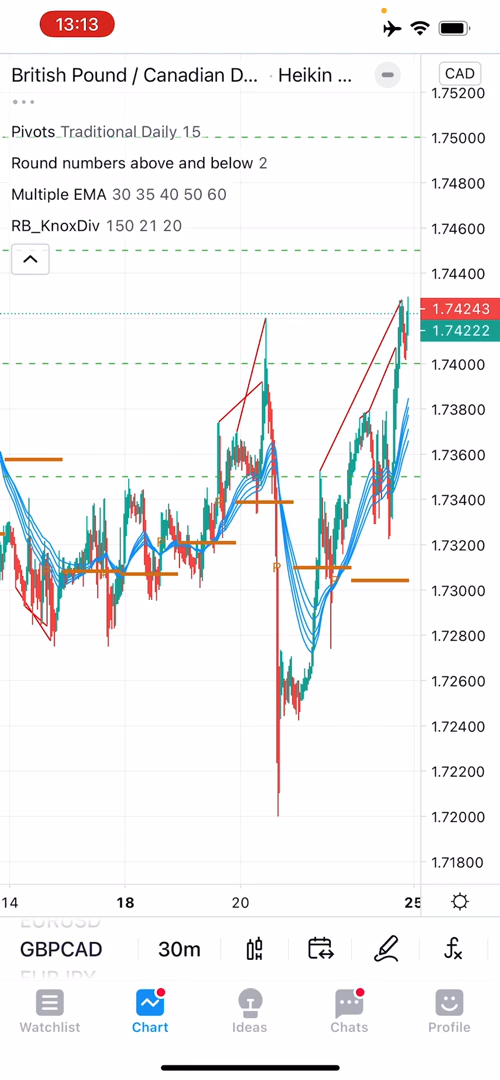 13:13
British Pound / Canadian D... · Heikin ...
CAD
1.75200
Pivots Traditional Daily 15
1.75000
Round numbers above and below 2
1.74800
Multiple EMA 30 35 40 50 60
1.74600
RB_KnoxDiv 150 21 20
1.74400
1.74243
1.74222
1.74000
1.73800
1.73600
1.73400
1.73200
P
1.73000
1.72800
1.72600
1.72400
1.72200
1.72000
1.71800
14
18
20
25
EURUSD
GBPCAD
30m
EURJPY
Watchlist
Chart
Ideas
Chats
Profile